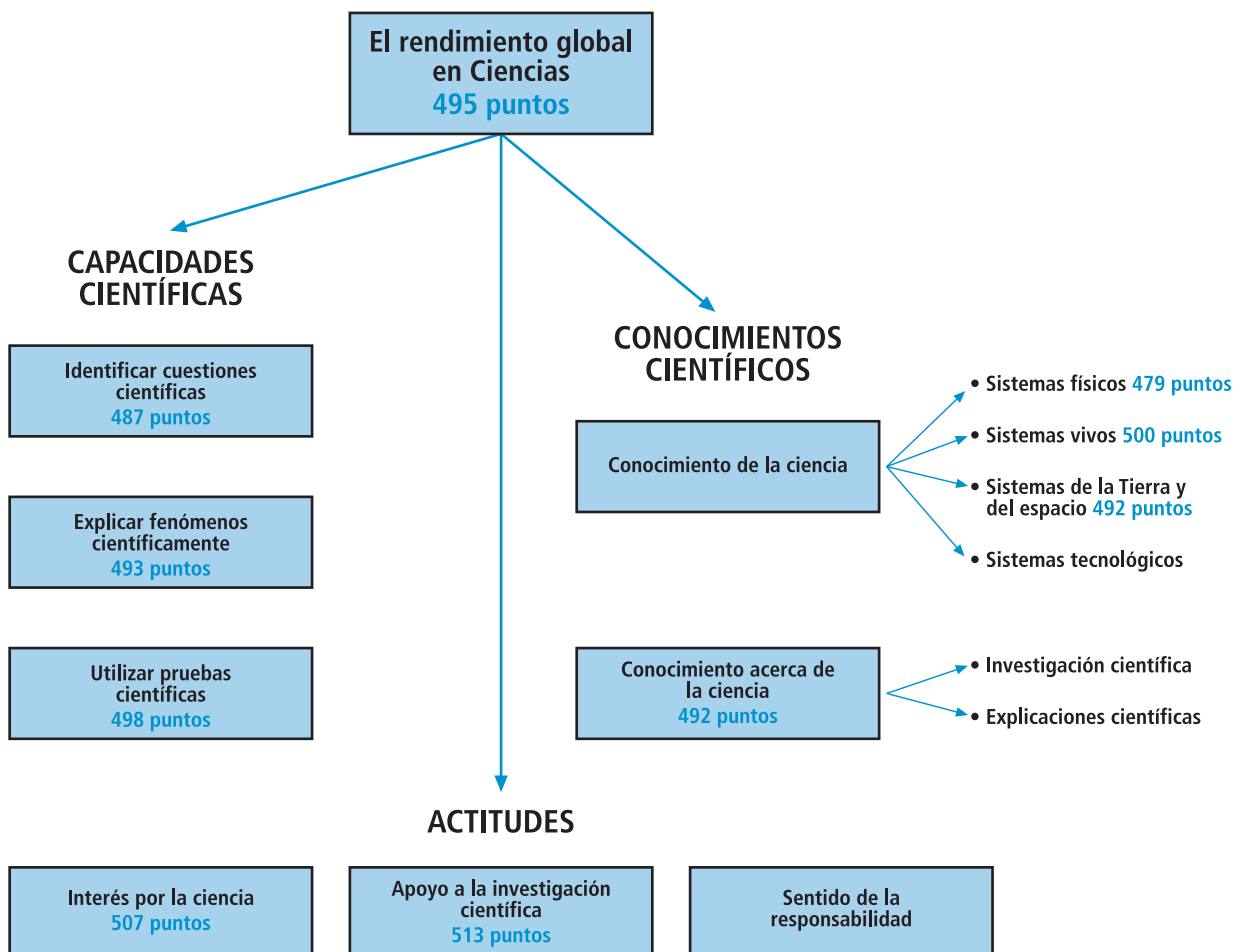 El rendimiento global
en Ciencias
495 puntos
CAPACIDADES
CIENTÍFICAS
Identificar cuestiones
científicas
487 puntos
Explicar fenómenos
científicamente
493 puntos
Utilizar pruebas
científicas
498 puntos
CONOCIMIENTOS
CIENTÍFICOS
Conocimiento de la ciencia
• Sistemas físicos 479 puntos
• Sistemas vivos 500 puntos
• Sistemas de la Tierra y
del espacio 492 puntos
• Sistemas tecnológicos
Conocimiento acerca de
la ciencia
492 puntos
• Investigación científica
• Explicaciones científicas
ACTITUDES
Interés por la ciencia
507 puntos
Apoyo a la investigación
científica
513 puntos
Sentido de la
responsabilidad